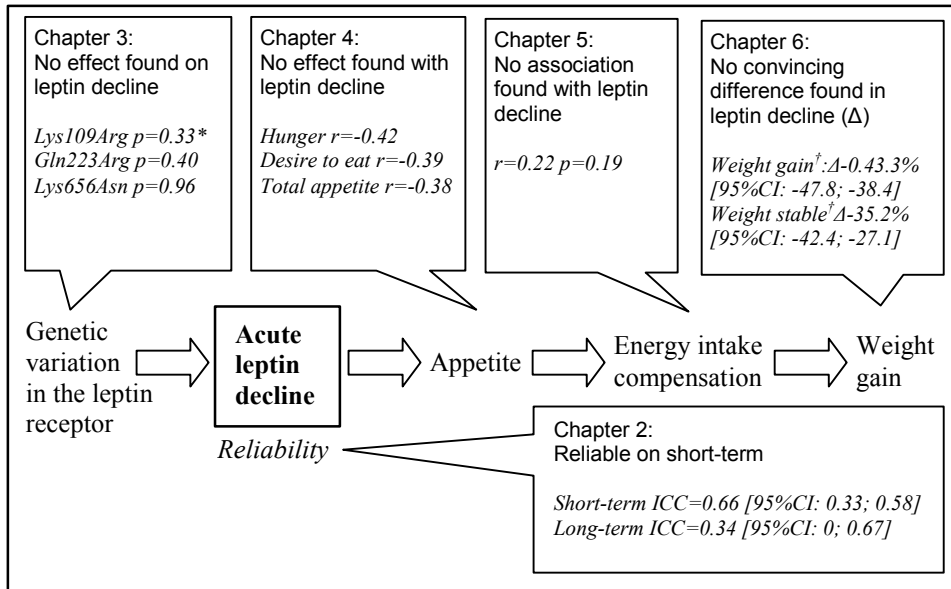 Chapter 3:
No effect found on
leptin decline
Lys109Arg p=0.33*
Gln223Arg p=0.40
Lys656Asn p=0.96
Chapter 4:
No effect found with
leptin decline
Hunger r=-0.42
Desire to eat r=-0.39
Total appetite r=-0.38
Chapter 5:
No association
found with leptin
decline
r=0.22 p=0.19
Chapter 6:
No convincing
difference found in
leptin decline (Δ)
Weight gain†:Δ-0.43.3%
[95%CI: -47.8; -38.4]
Weight stable†Δ-35.2%
[95%CI: -42.4; -27.1]
Genetic
variation
in the leptin
receptor
Acute
leptin
decline
Reliability
Appetite
Energy intake
compensation
Weight
gain
Chapter 2:
Reliable on short-term
Short-term ICC=0.66 [95%CI: 0.33; 0.58]
Long-term ICC=0.34 [95%CI: 0; 0.67]